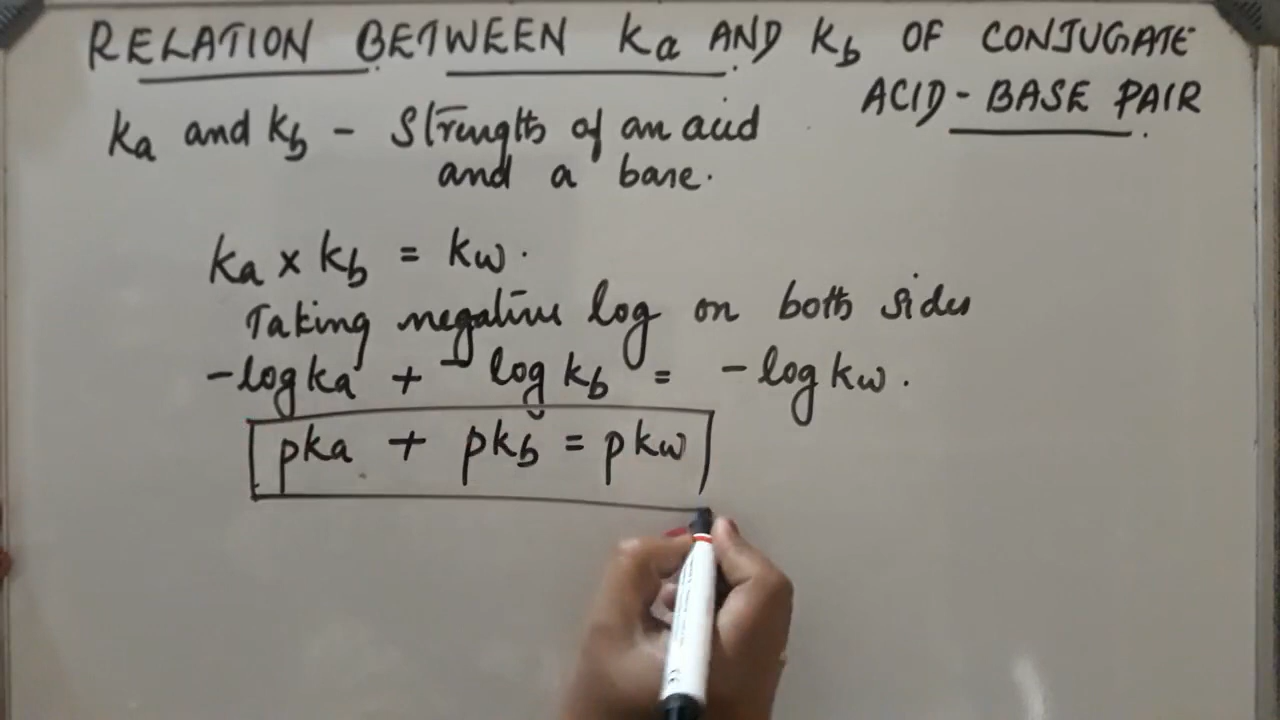 RELATION BETWEEN Ka AND Kb OF CONJUGATE
ACID - BASE PAIR
Ka and Kb - Strength of an acid
and a base.
Ka x Kb = Kw.
Taking negative log on both sides
- log Ka + - log Kb = - log Kw.
pKa + pKb = pKw